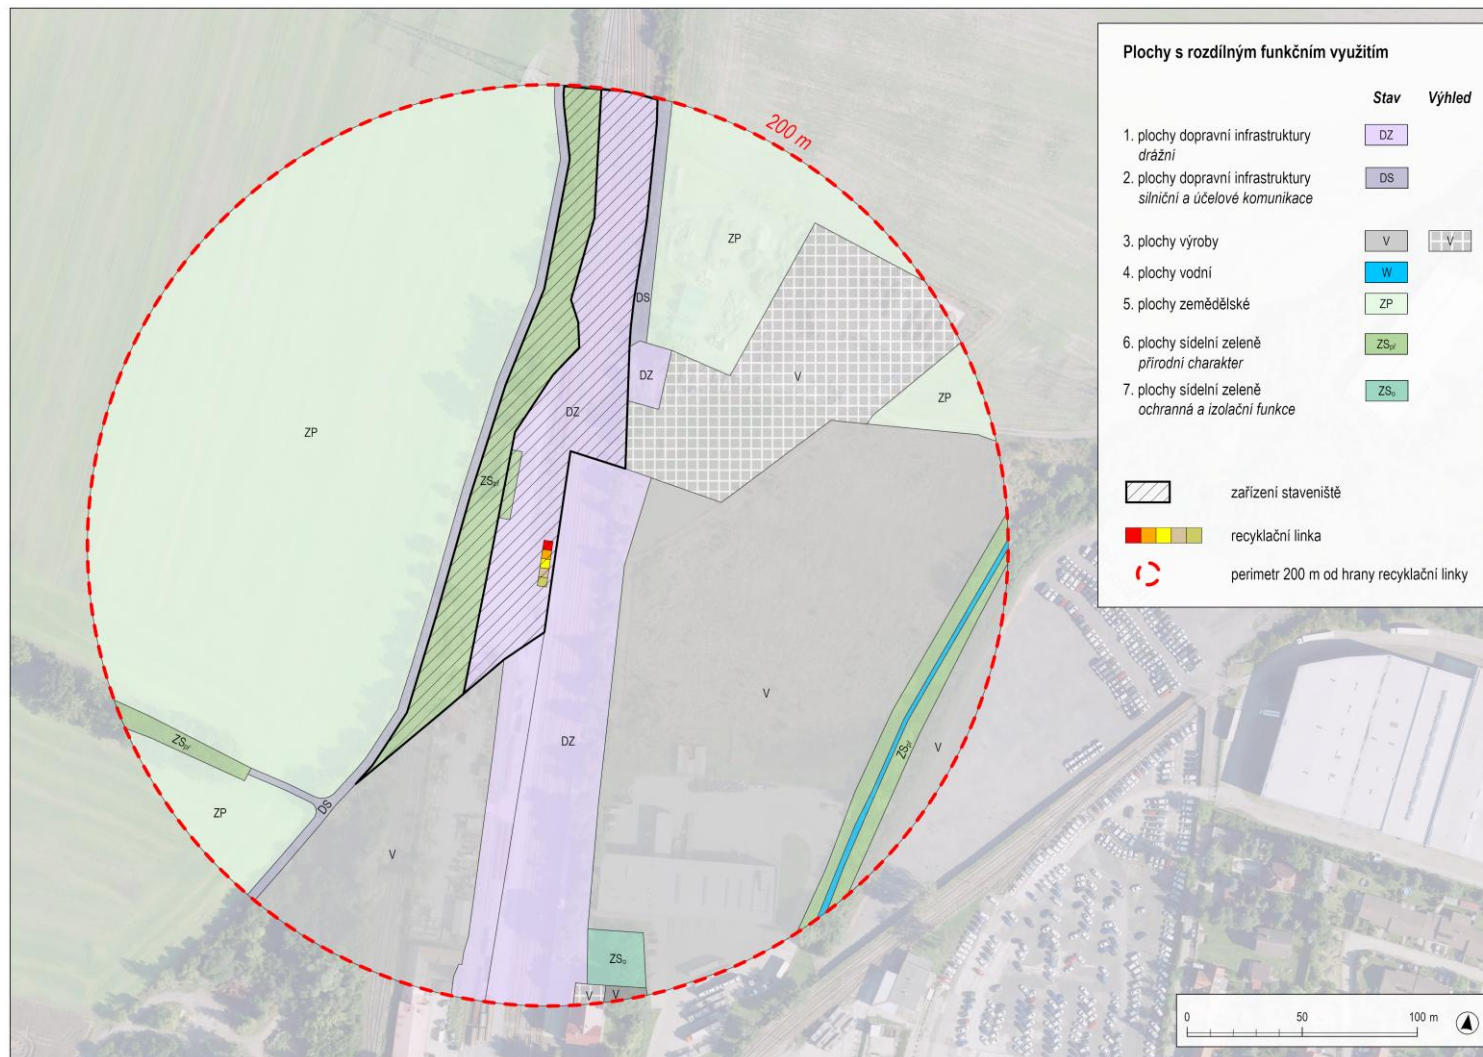 Plochy s rozdílným funkčním využitím
Stav Výhled
1. plochy dopravní infrastruktury DZ
drážní
2. plochy dopravní infrastruktury DS
silniční a účelové komunikace
3. plochy výroby V V
4. plochy vodní W
5. plochy zemědělské ZP
6. plochy sídelní zeleně ZSpř
přírodní charakter
7. plochy sídelní zeleně ZSo
ochranná a izolační funkce
zařízení staveniště
recyklační linka
perimetr 200 m od hrany recyklační linky
200 m
ZP
DS
DZ
V
ZP
DZ
ZP
ZSpř
V
ZSpř
DZ
ZSpř
V
ZP
DS
V
ZSo
V V
0 50 100 m